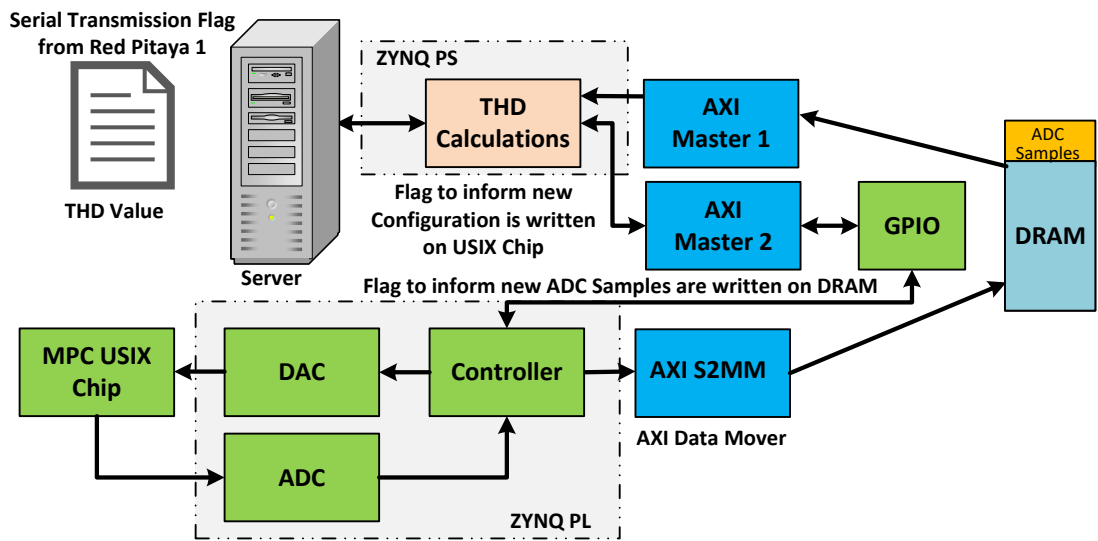 Serial Transmission Flag
from Red Pitaya 1
THD Value
Server
ZYNQ PS
THD
Calculations
AXI
Master 1
ADC
Samples
DRAM
Flag to inform new
Configuration is written
on USIX Chip
AXI
Master 2
GPIO
Flag to inform new ADC Samples are written on DRAM
MPC USIX
Chip
DAC
Controller
AXI S2MM
AXI Data Mover
ADC
ZYNQ PL